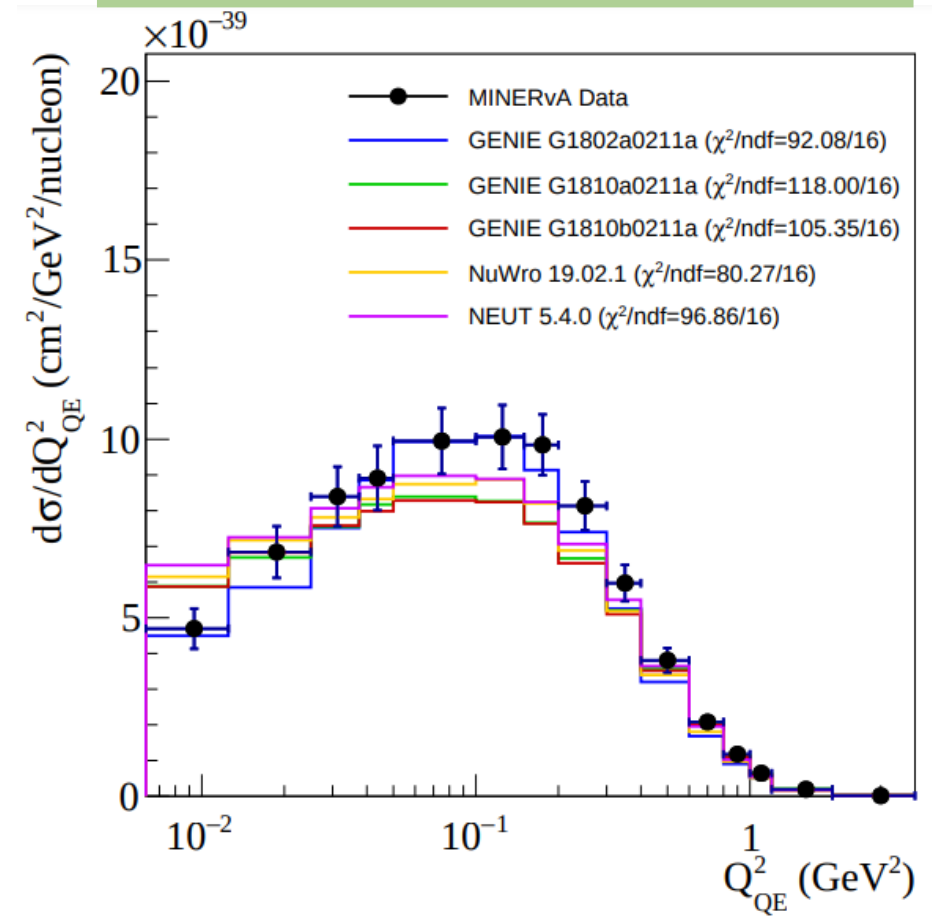 ×10⁻³⁹
dσ/dQ²_QE (cm²/GeV²/nucleon)
20
15
10
5
0
MINERvA Data
GENIE G1802a0211a (χ²/ndf=92.08/16)
GENIE G1810a0211a (χ²/ndf=118.00/16)
GENIE G1810b0211a (χ²/ndf=105.35/16)
NuWro 19.02.1 (χ²/ndf=80.27/16)
NEUT 5.4.0 (χ²/ndf=96.86/16)
10⁻² 10⁻¹ 1
Q²_QE (GeV²)